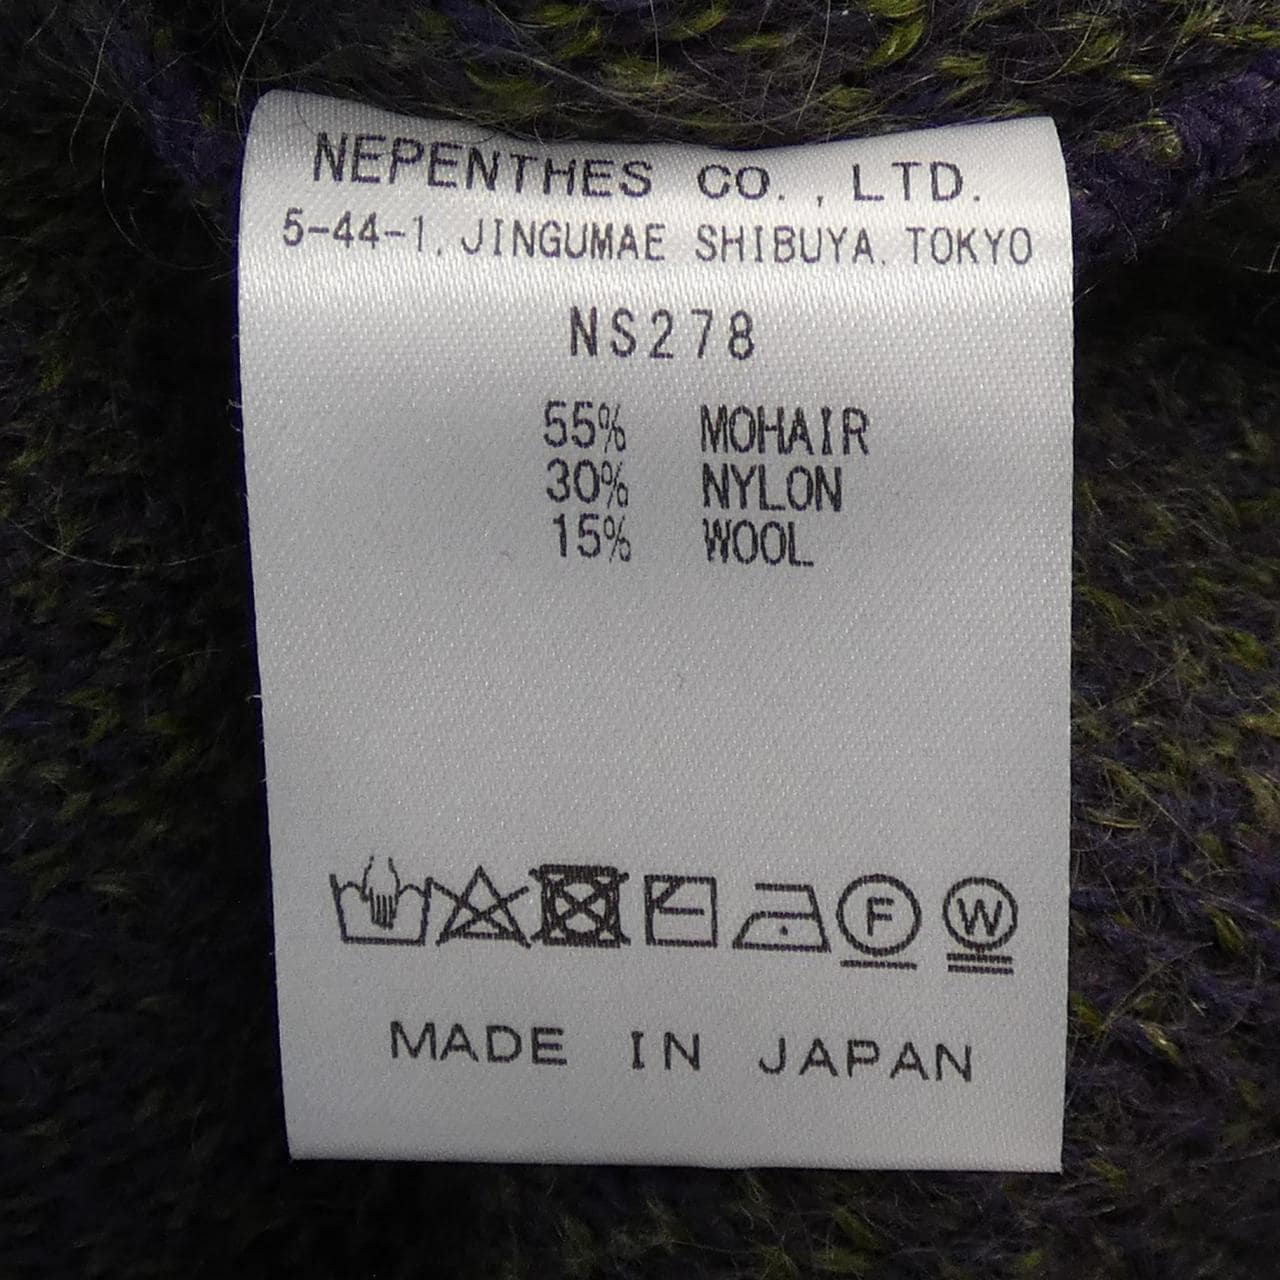 NEPENTHES CO., LTD.
5-44-1, JINGUMAE SHIBUYA, TOKYO
NS278
55% MOHAIR
30% NYLON
15% WOOL
F W
MADE IN JAPAN